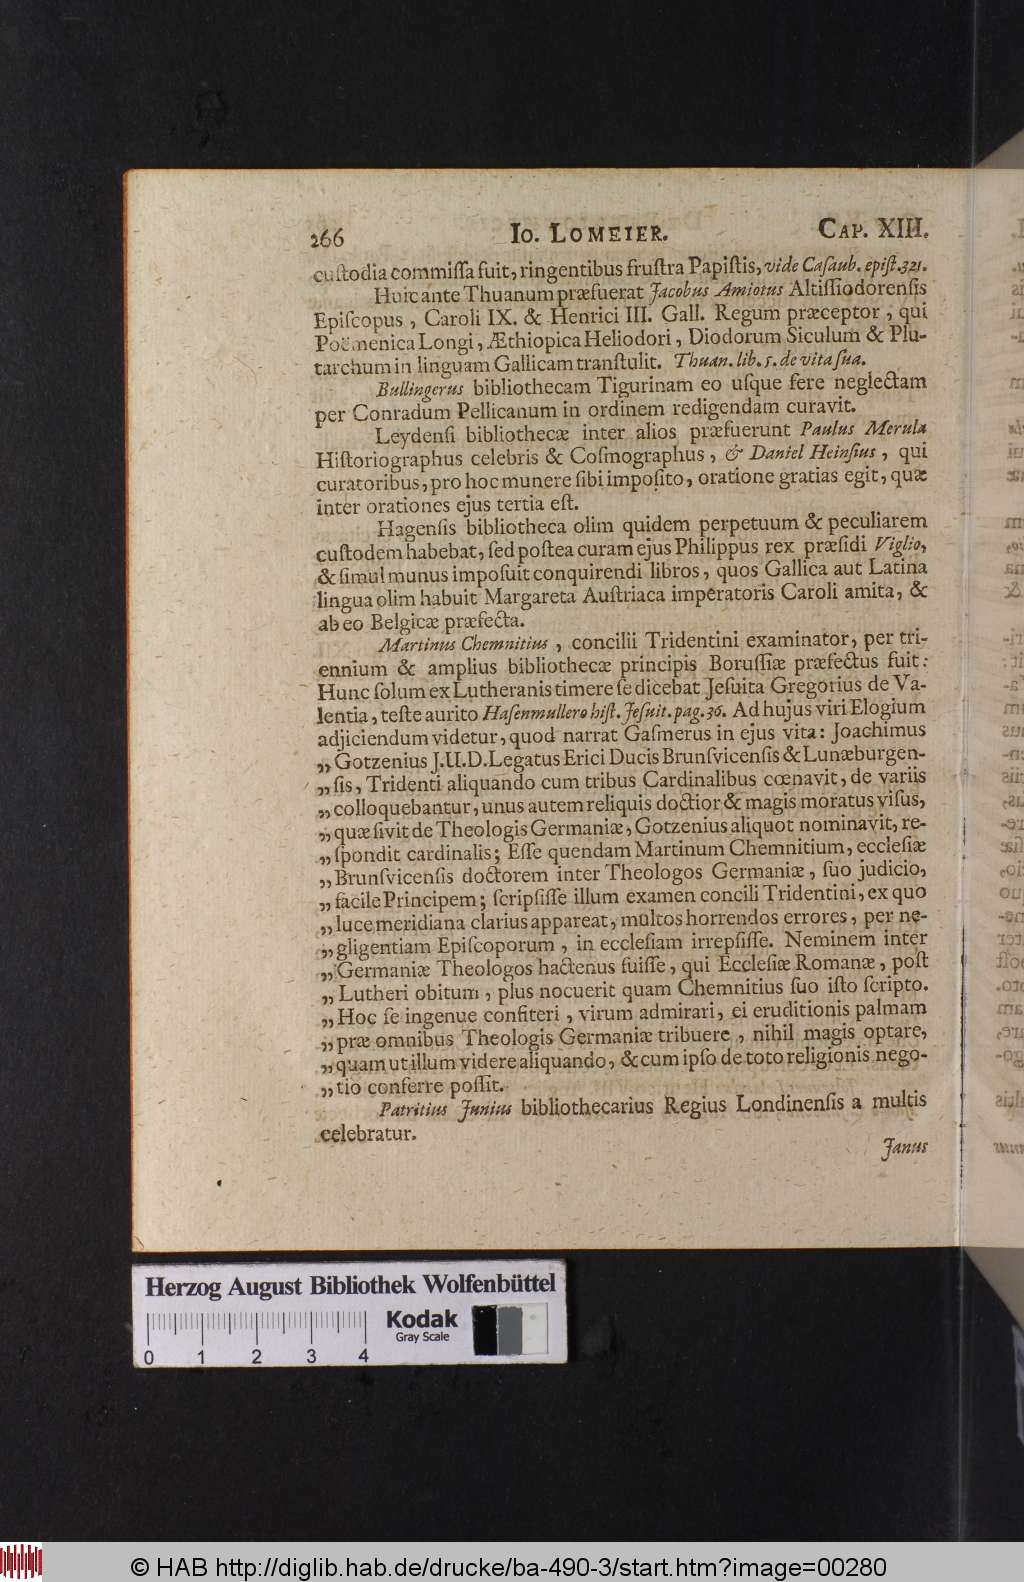 266 Io. Lomeier. Cap. XIII.
custodia commiſſa fuit, ringentibus fruſtra Papiſtis, vide Caſaub. epiſt. 321.
Huic ante Thuanum præfuerat Jacobus Amiotus Altiſſiodorenſis
Epiſcopus, Caroli IX. & Henrici III. Gall. Regum præceptor, qui
Poëmenica Longi, Æthiopica Heliodori, Diodorum Siculum & Plu-
tarchum in linguam Gallicam tranſtulit. Thuan. lib. 5. de vita ſua.
Bullingerus bibliothecam Tigurinam eo uſque fere neglectam
per Conradum Pellicanum in ordinem redigendam curavit.
Leydenſi bibliothecæ inter alios præfuerunt Paulus Merula
Hiſtoriographus celebris & Coſmographus, & Daniel Heinſius, qui
curatoribus, pro hoc munere ſibi impoſito, oratione gratias egit, quæ
inter orationes ejus tertia eſt.
Hagenſis bibliotheca olim quidem perpetuum & peculiarem
cuſtodem habebat, ſed poſtea curam ejus Philippus rex præſidi Viglio,
& ſimul munus impoſuit conquirendi libros, quos Gallica aut Latina
lingua olim habuit Margareta Auſtriaca imperatoris Caroli amita, &
ab eo Belgicæ præfecta.
Martinus Chemnitius, concilii Tridentini examinator, per tri-
ennium & amplius bibliothecæ principis Boruſſiæ præfectus fuit:
Hunc ſolum ex Lutheranis timere ſe dicebat Jeſuita Gregorius de Va-
lentia, teſte aurito Haſenmullero hiſt. Jeſuit. pag. 36. Ad hujus viri Elogium
adjiciendum videtur, quod narrat Gaſmerus in ejus vita: Joachimus
„Gotzenius J.U.D. Legatus Erici Ducis Brunſvicenſis & Lunæburgen-
„ſis, Tridenti aliquando cum tribus Cardinalibus cœnavit, de variis
„colloquebantur, unus autem reliquis doctior & magis moratus viſus,
„quæſivit de Theologis Germaniæ, Gotzenius aliquot nominavit, re-
„ſpondit cardinalis; Eſſe quendam Martinum Chemnitium, eccleſiæ
„Brunſvicenſis doctorem inter Theologos Germaniæ, ſuo judicio,
„facile Principem; ſcripſiſſe illum examen concili Tridentini, ex quo
„luce meridiana clarius appareat, multos horrendos errores, per ne-
„gligentiam Epiſcoporum, in eccleſiam irrepſiſſe. Neminem inter
„Germaniæ Theologos hactenus fuiſſe, qui Eccleſiæ Romanæ, poſt
„Lutheri obitum, plus nocuerit quam Chemnitius ſuo iſto ſcripto.
„Hoc ſe ingenue confiteri, virum admirari, ei eruditionis palmam
„præ omnibus Theologis Germaniæ tribuere, nihil magis optare,
„quam ut illum videre aliquando, & cum ipſo de toto religionis nego-
„tio conferre poſſit.
Patritius Junius bibliothecarius Regius Londinenſis a multis
celebratur.
Janus
Herzog August Bibliothek Wolfenbüttel
Kodak
Gray Scale
0 1 2 3 4
© HAB http://diglib.hab.de/drucke/ba-490-3/start.htm?image=00280